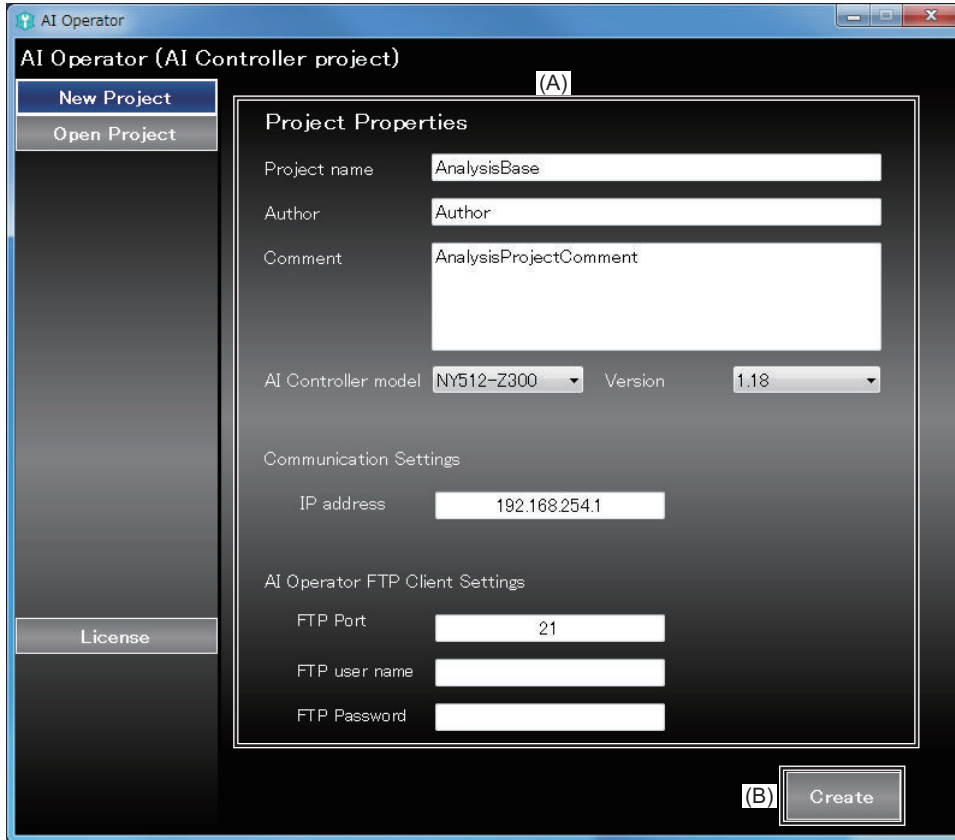 AI Operator
AI Operator (AI Controller project)
New Project
Open Project
License
(A)
Project Properties
Project name AnalysisBase
Author Author
Comment AnalysisProjectComment
AI Controller model NY512-Z300 Version 1.18
Communication Settings
IP address 192.168.254.1
AI Operator FTP Client Settings
FTP Port 21
FTP user name
FTP Password
(B) Create